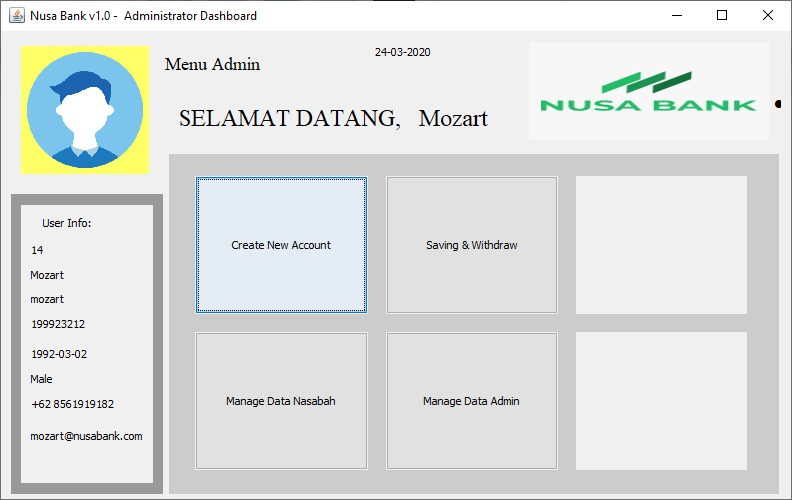 Nusa Bank v1.0 -  Administrator Dashboard
24-03-2020
Menu Admin
SELAMAT DATANG,   Mozart
NUSA BANK
User Info:
14
Mozart
mozart
199923212
1992-03-02
Male
+62 8561919182
mozart@nusabank.com
Create New Account
Saving & Withdraw
Manage Data Nasabah
Manage Data Admin